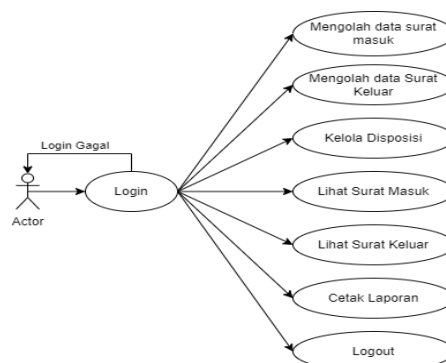 Mengolah data surat
masuk
Mengolah data Surat
Keluar
Login Gagal
Kelola Disposisi
Login
Lihat Surat Masuk
Actor
Lihat Surat Keluar
Cetak Laporan
Logout